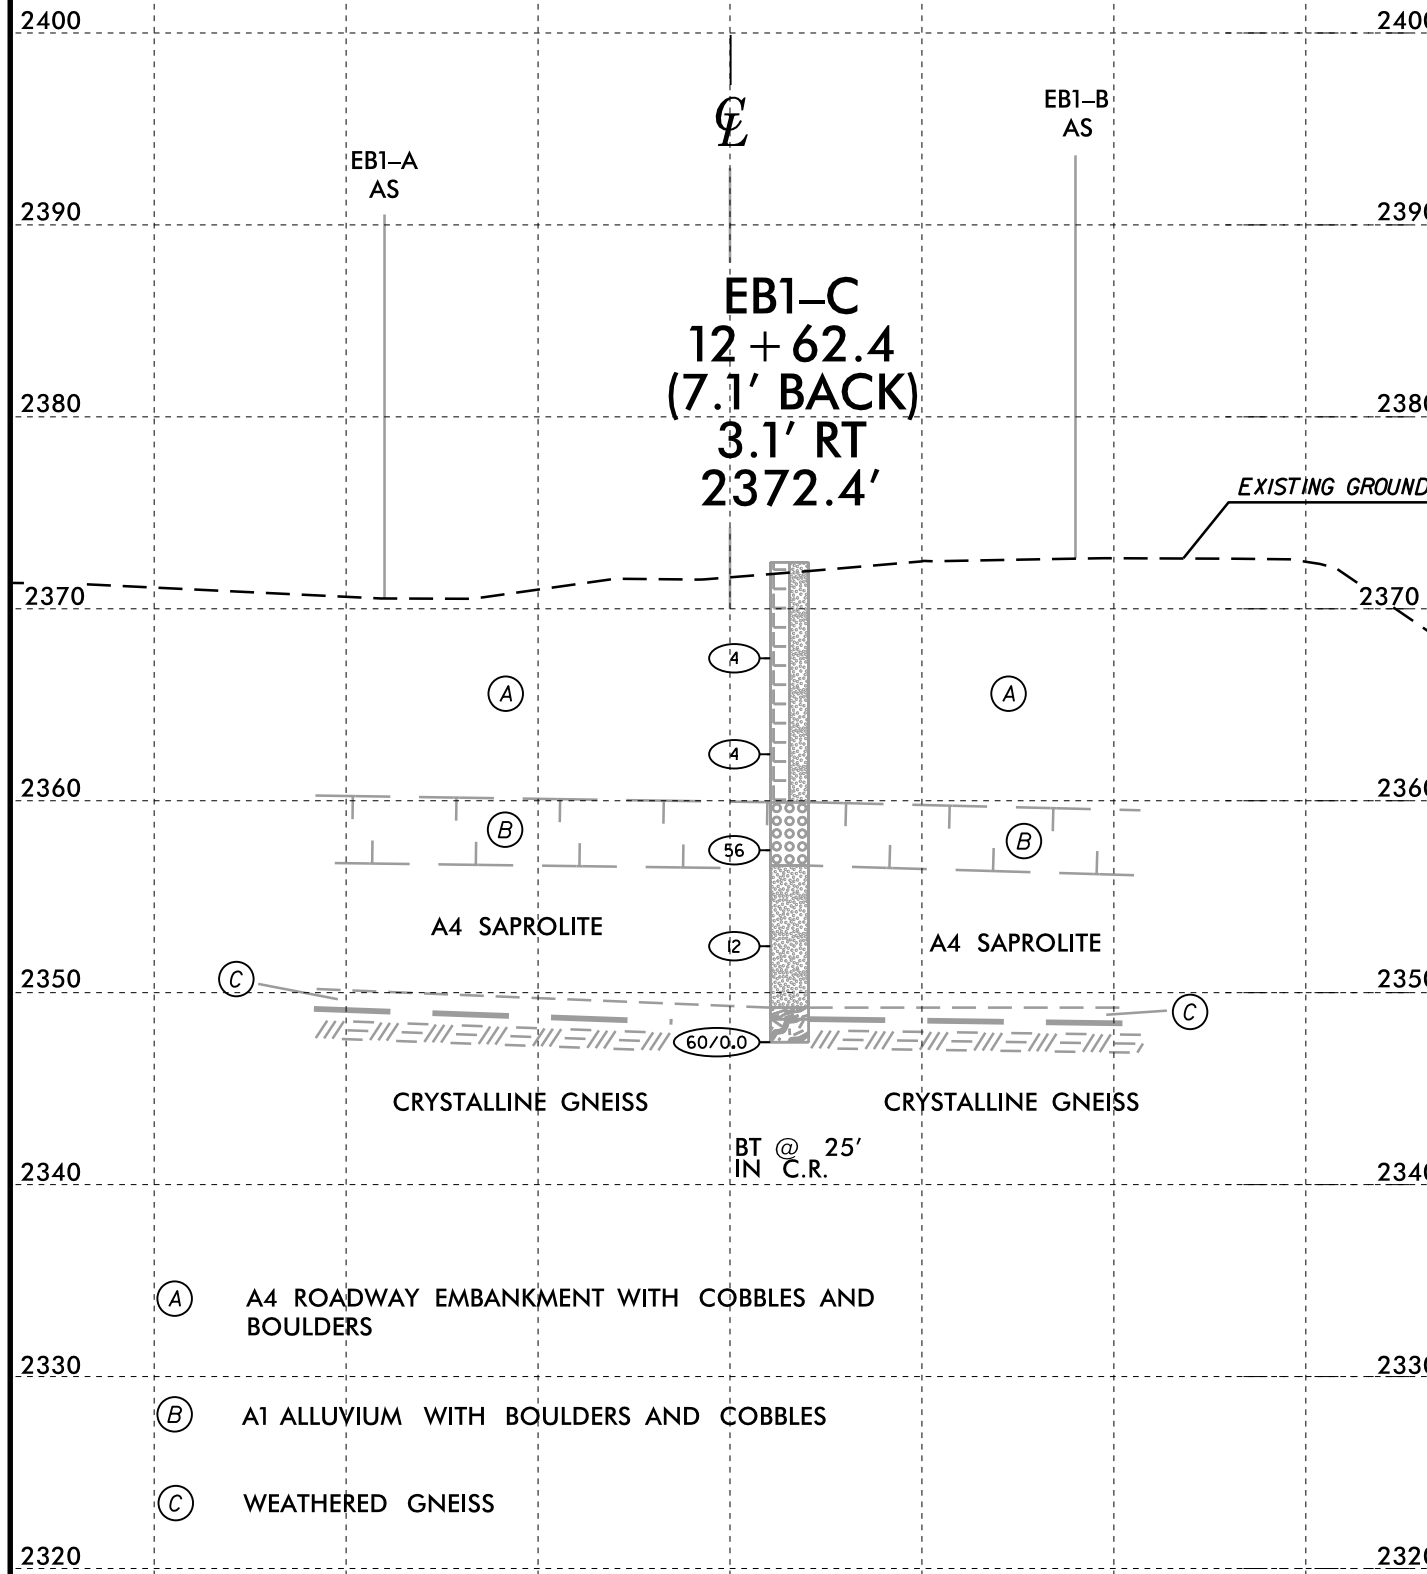 2400 2400
EB1–B
AS
EB1–A
AS
℄
2390 2390
EB1–C
12 + 62.4
(7.1′ BACK)
3.1′ RT
2372.4′
2380 2380
EXISTING GROUND
2370 2370
4
A A
4
2360 2360
B B
56
A4 SAPROLITE A4 SAPROLITE
12
2350 2350
C C
60/0.0
CRYSTALLINE GNEISS CRYSTALLINE GNEISS
BT @ 25′
IN C.R.
2340 2340
A A4 ROADWAY EMBANKMENT WITH COBBLES AND
BOULDERS
2330 2330
B A1 ALLUVIUM WITH BOULDERS AND COBBLES
C WEATHERED GNEISS
2320 2320